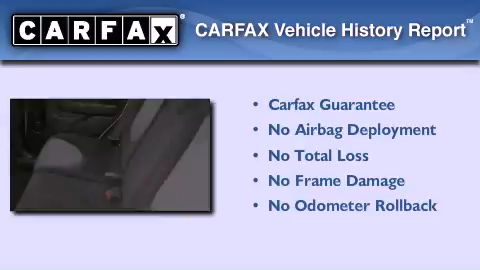 CARFAX® CARFAX Vehicle History Report™
• Carfax Guarantee
• No Airbag Deployment
• No Total Loss
• No Frame Damage
• No Odometer Rollback